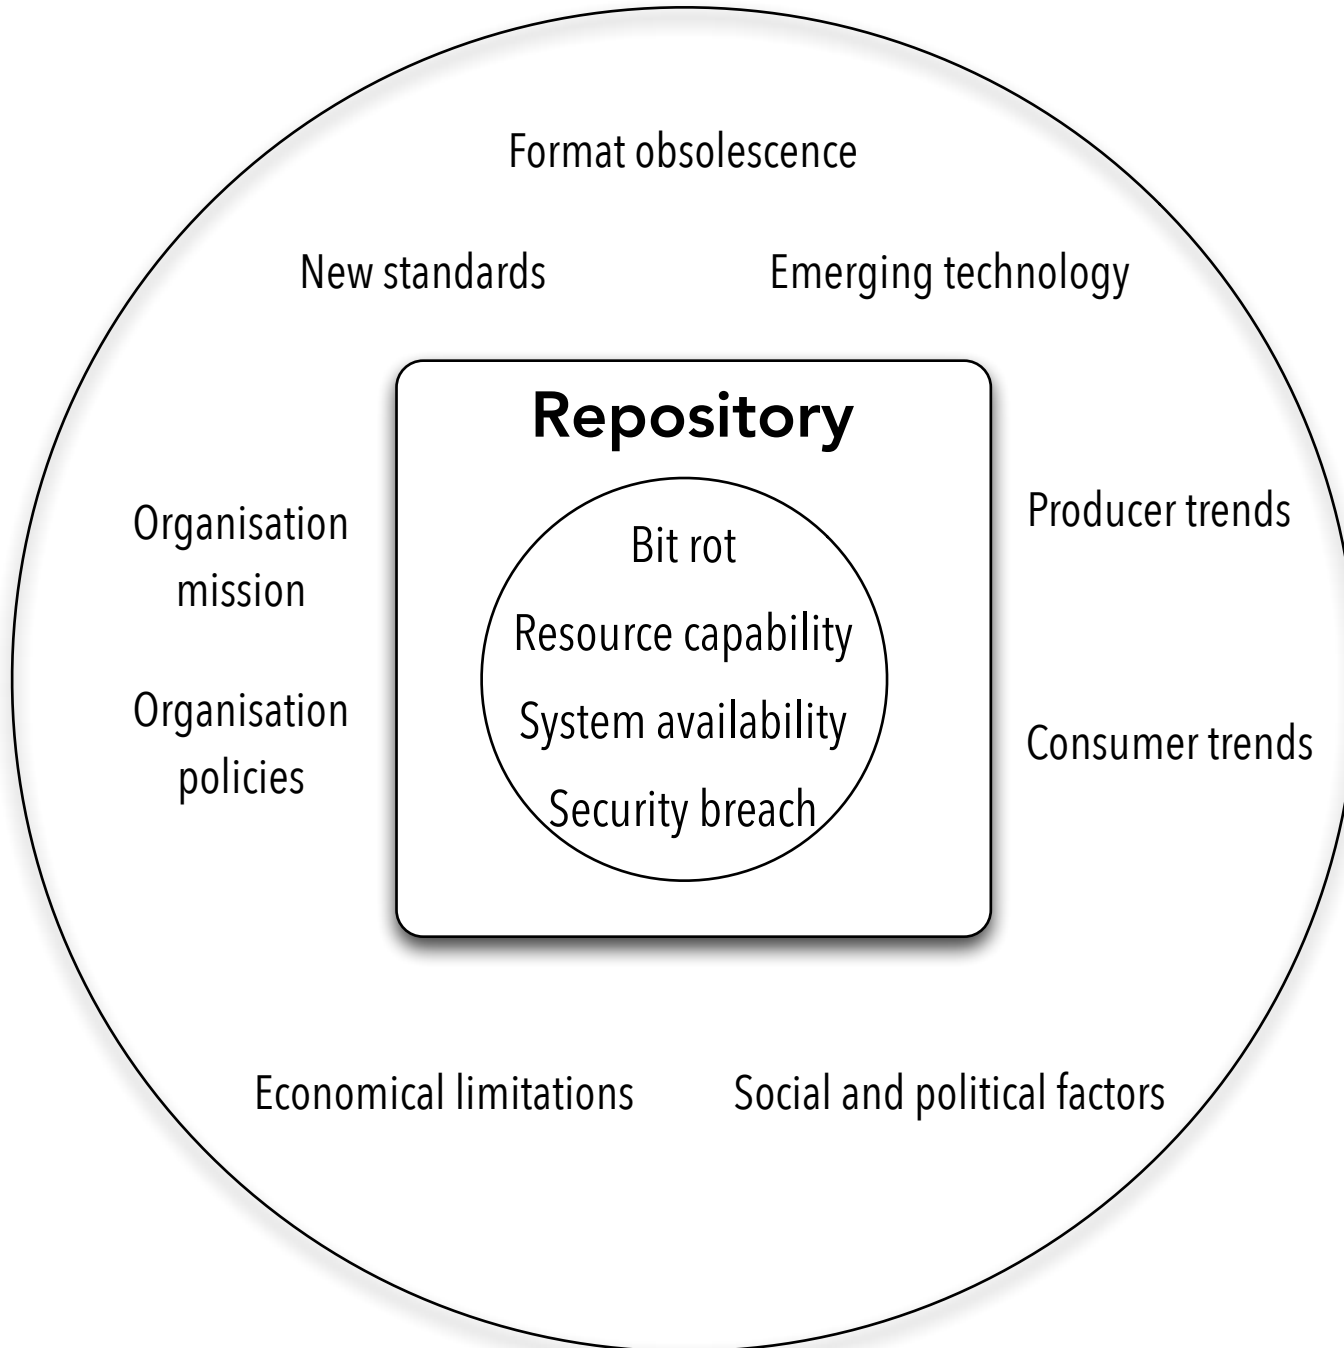 Format obsolescence
New standards
Emerging technology
Repository
Organisation
mission
Bit rot
Producer trends
Resource capability
Organisation
policies
System availability
Consumer trends
Security breach
Economical limitations
Social and political factors